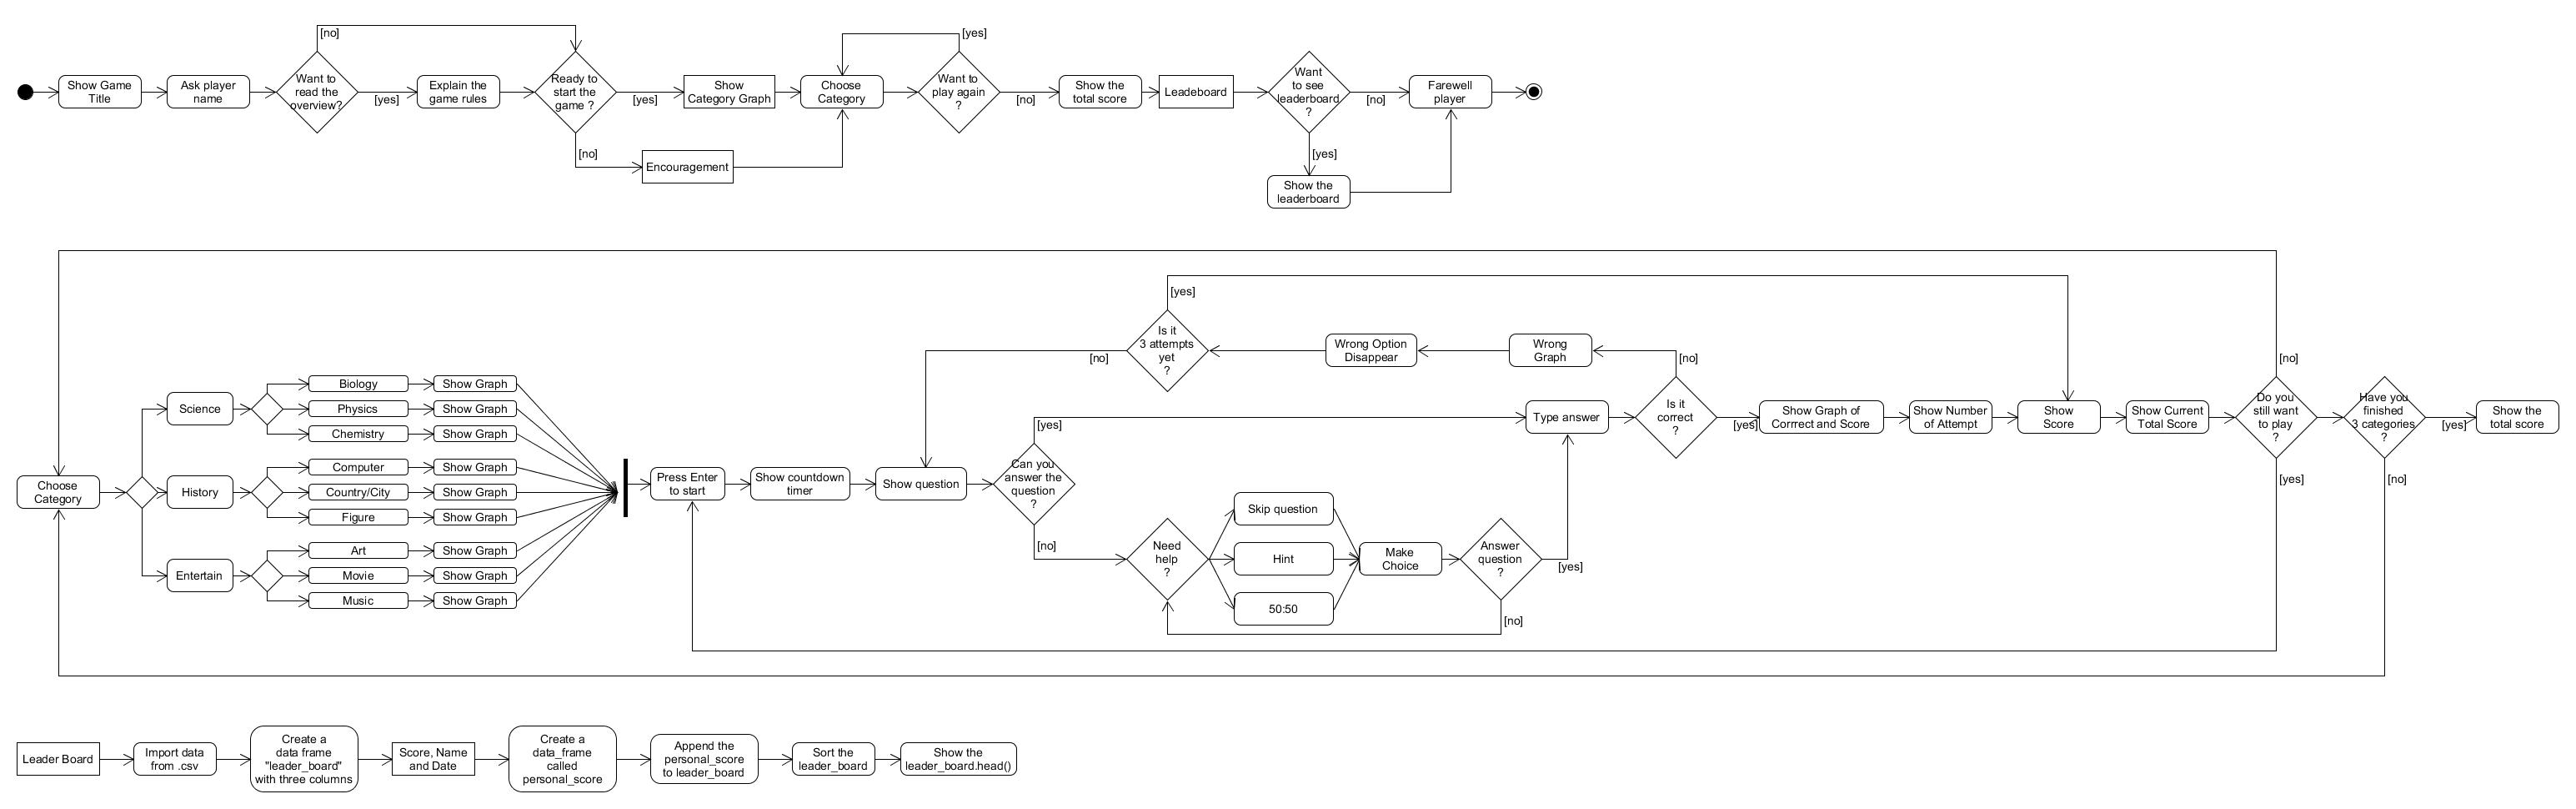 [no]
[yes]
Show Game
Title
Ask player
name
Want to
read the
overview?
[yes]
Explain the
game rules
Ready to
start the
game ?
[yes]
Show
Category Graph
Choose
Category
Want to
play again
?
[no]
Show the
total score
Leadeboard
Want
to see
leaderboard
?
[no]
Farewell
player
[no]
Encouragement
[yes]
Show the
leaderboard
[yes]
Is it
3 attempts
yet
?
[no]
Wrong Option
Disappear
Wrong
Graph
[no]
[no]
Choose
Category
Science
History
Entertain
Biology
Show Graph
Physics
Show Graph
Chemistry
Show Graph
Computer
Show Graph
Country/City
Show Graph
Figure
Show Graph
Art
Show Graph
Movie
Show Graph
Music
Show Graph
Press Enter
to start
Show countdown
timer
Show question
Can you
answer the
question
?
[yes]
[no]
Type answer
Is it
correct
?
[yes]
Show Graph of
Corrrect and Score
Show Number
of Attempt
Show
Score
Show Current
Total Score
Do you
still want
to play
?
[yes]
Have you
finished
3 categories
?
[yes]
[no]
Show the
total score
Need
help
?
Skip question
Hint
50:50
Make
Choice
Answer
question
?
[yes]
[no]
Leader Board
Import data
from .csv
Create a
data frame
"leader_board"
with three columns
Score, Name
and Date
Create a
data_frame
called
personal_score
Append the
personal_score
to leader_board
Sort the
leader_board
Show the
leader_board.head()